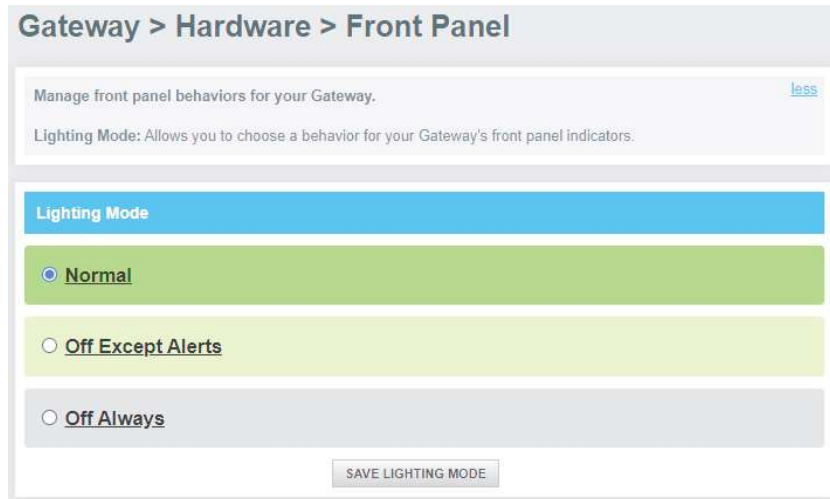 Gateway > Hardware > Front Panel
Manage front panel behaviors for your Gateway.
less
Lighting Mode: Allows you to choose a behavior for your Gateway's front panel indicators.
Lighting Mode
Normal
Off Except Alerts
Off Always
SAVE LIGHTING MODE